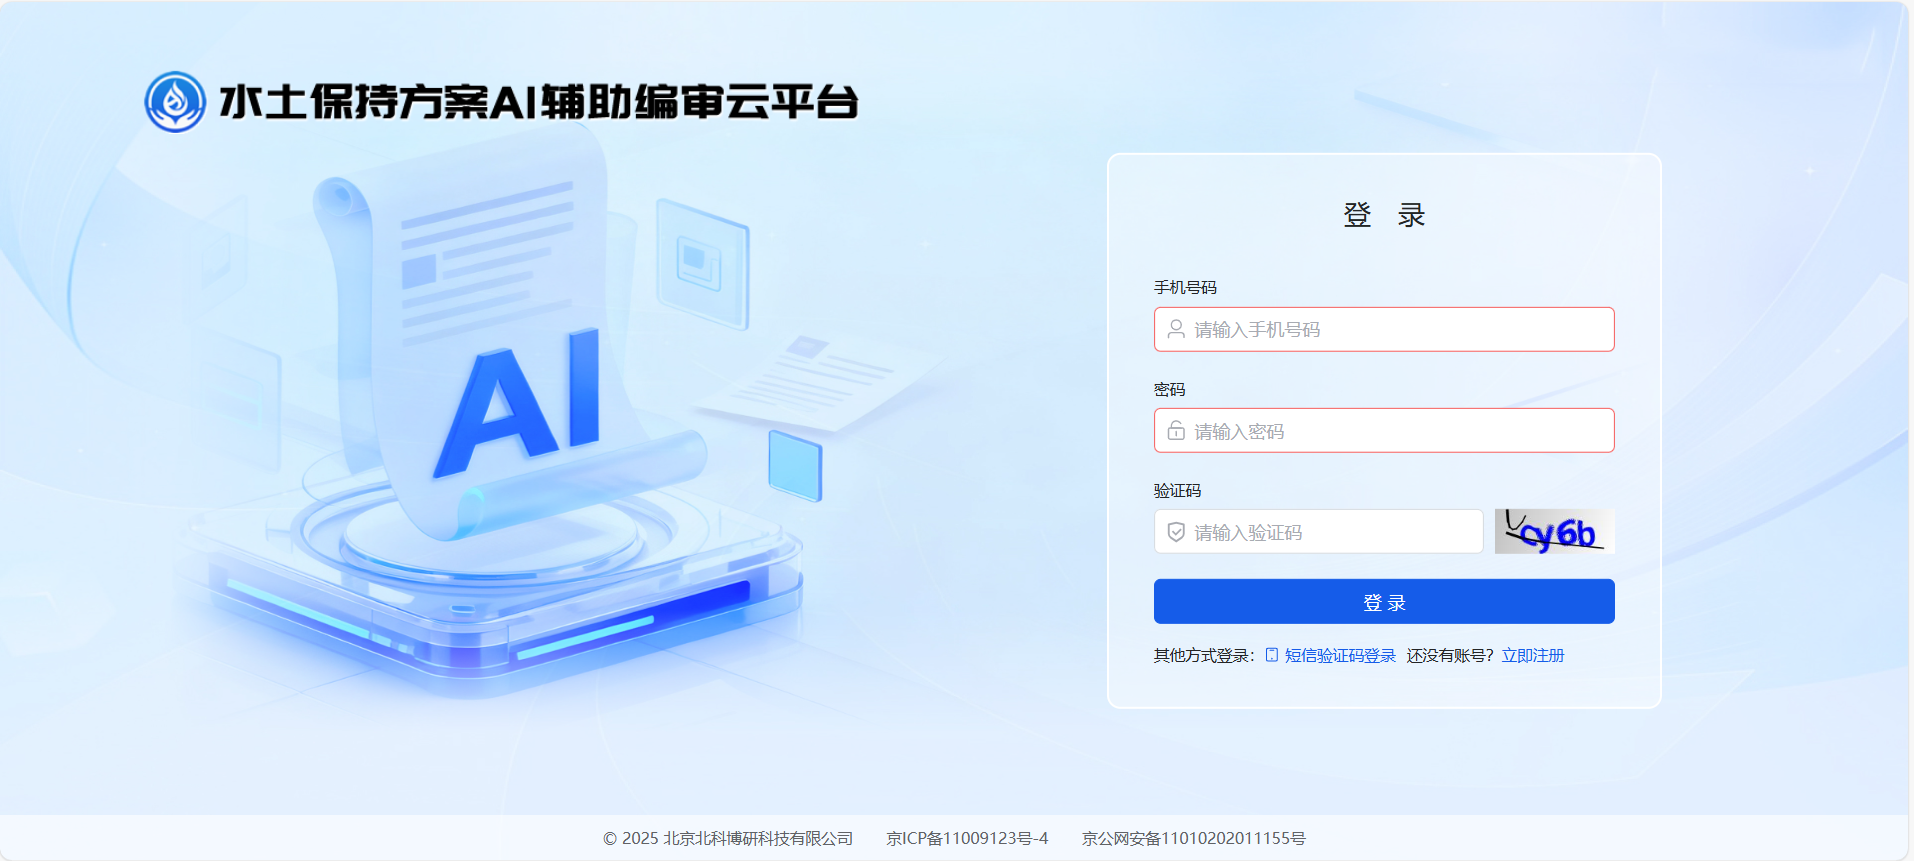 水土保持方案AI辅助编审云平台
AI
登 录
手机号码
请输入手机号码
密码
请输入密码
验证码
请输入验证码
cy6b
登 录
其他方式登录： 短信验证码登录 还没有账号？立即注册
© 2025 北京北科博研科技有限公司 京ICP备11009123号-4 京公网安备11010202011155号